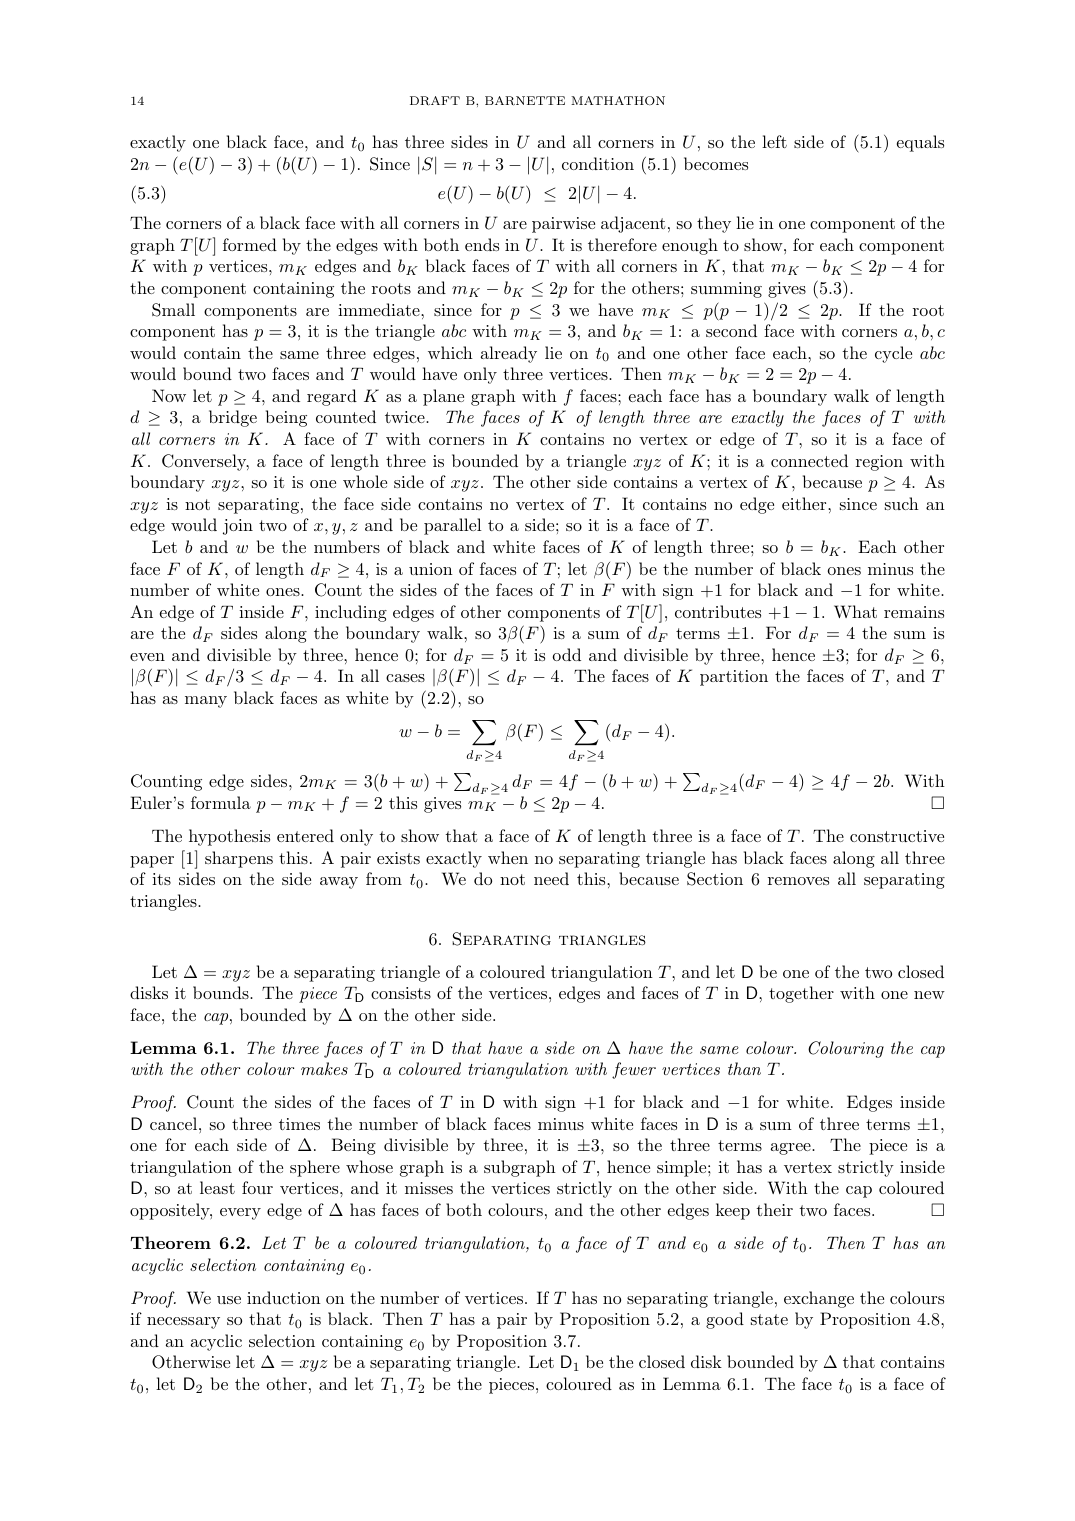 14 DRAFT B, BARNETTE MATHATHON
exactly one black face, and t₀ has three sides in U and all corners in U, so the left side of (5.1) equals
2n − (e(U) − 3) + (b(U) − 1). Since |S| = n + 3 − |U|, condition (5.1) becomes
(5.3) e(U) − b(U) ≤ 2|U| − 4.
The corners of a black face with all corners in U are pairwise adjacent, so they lie in one component of the
graph T[U] formed by the edges with both ends in U. It is therefore enough to show, for each component
K with p vertices, m_K edges and b_K black faces of T with all corners in K, that m_K − b_K ≤ 2p − 4 for
the component containing the roots and m_K − b_K ≤ 2p for the others; summing gives (5.3).
Small components are immediate, since for p ≤ 3 we have m_K ≤ p(p − 1)/2 ≤ 2p. If the root
component has p = 3, it is the triangle abc with m_K = 3, and b_K = 1: a second face with corners a, b, c
would contain the same three edges, which already lie on t₀ and one other face each, so the cycle abc
would bound two faces and T would have only three vertices. Then m_K − b_K = 2 = 2p − 4.
Now let p ≥ 4, and regard K as a plane graph with f faces; each face has a boundary walk of length
d ≥ 3, a bridge being counted twice. The faces of K of length three are exactly the faces of T with
all corners in K. A face of T with corners in K contains no vertex or edge of T, so it is a face of
K. Conversely, a face of length three is bounded by a triangle xyz of K; it is a connected region with
boundary xyz, so it is one whole side of xyz. The other side contains a vertex of K, because p ≥ 4. As
xyz is not separating, the face side contains no vertex of T. It contains no edge either, since such an
edge would join two of x, y, z and be parallel to a side; so it is a face of T.
Let b and w be the numbers of black and white faces of K of length three; so b = b_K. Each other
face F of K, of length d_F ≥ 4, is a union of faces of T; let β(F) be the number of black ones minus the
number of white ones. Count the sides of the faces of T in F with sign +1 for black and −1 for white.
An edge of T inside F, including edges of other components of T[U], contributes +1 − 1. What remains
are the d_F sides along the boundary walk, so 3β(F) is a sum of d_F terms ±1. For d_F = 4 the sum is
even and divisible by three, hence 0; for d_F = 5 it is odd and divisible by three, hence ±3; for d_F ≥ 6,
|β(F)| ≤ d_F/3 ≤ d_F − 4. In all cases |β(F)| ≤ d_F − 4. The faces of K partition the faces of T, and T
has as many black faces as white by (2.2), so
w − b = ∑_{d_F≥4} β(F) ≤ ∑_{d_F≥4} (d_F − 4).
Counting edge sides, 2m_K = 3(b + w) + ∑_{d_F≥4} d_F = 4f − (b + w) + ∑_{d_F≥4}(d_F − 4) ≥ 4f − 2b. With
Euler's formula p − m_K + f = 2 this gives m_K − b ≤ 2p − 4. □
The hypothesis entered only to show that a face of K of length three is a face of T. The constructive
paper [1] sharpens this. A pair exists exactly when no separating triangle has black faces along all three
of its sides on the side away from t₀. We do not need this, because Section 6 removes all separating
triangles.
6. SEPARATING TRIANGLES
Let Δ = xyz be a separating triangle of a coloured triangulation T, and let D be one of the two closed
disks it bounds. The piece T_D consists of the vertices, edges and faces of T in D, together with one new
face, the cap, bounded by Δ on the other side.
Lemma 6.1. The three faces of T in D that have a side on Δ have the same colour. Colouring the cap
with the other colour makes T_D a coloured triangulation with fewer vertices than T.
Proof. Count the sides of the faces of T in D with sign +1 for black and −1 for white. Edges inside
D cancel, so three times the number of black faces minus white faces in D is a sum of three terms ±1,
one for each side of Δ. Being divisible by three, it is ±3, so the three terms agree. The piece is a
triangulation of the sphere whose graph is a subgraph of T, hence simple; it has a vertex strictly inside
D, so at least four vertices, and it misses the vertices strictly on the other side. With the cap coloured
oppositely, every edge of Δ has faces of both colours, and the other edges keep their two faces. □
Theorem 6.2. Let T be a coloured triangulation, t₀ a face of T and e₀ a side of t₀. Then T has an
acyclic selection containing e₀.
Proof. We use induction on the number of vertices. If T has no separating triangle, exchange the colours
if necessary so that t₀ is black. Then T has a pair by Proposition 5.2, a good state by Proposition 4.8,
and an acyclic selection containing e₀ by Proposition 3.7.
Otherwise let Δ = xyz be a separating triangle. Let D₁ be the closed disk bounded by Δ that contains
t₀, let D₂ be the other, and let T₁, T₂ be the pieces, coloured as in Lemma 6.1. The face t₀ is a face of